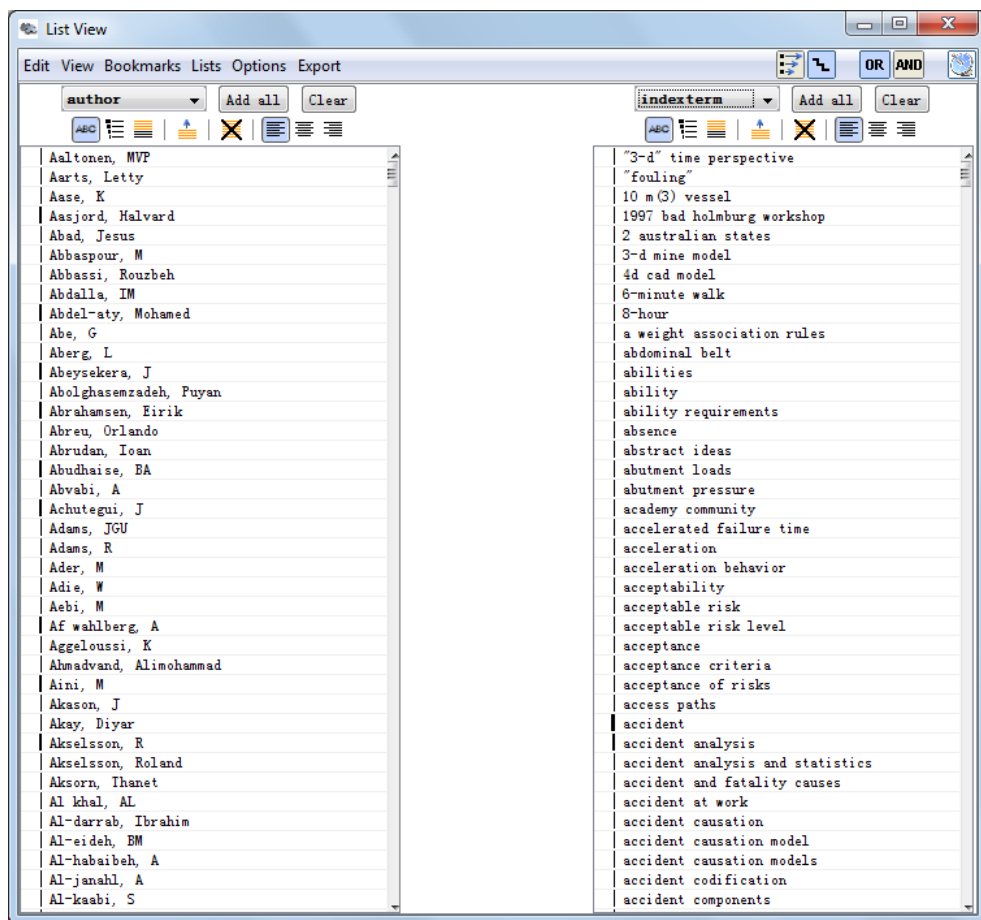 List View
Edit View Bookmarks Lists Options Export OR AND
author Add all Clear
indexterm Add all Clear
ABC
ABC
Aaltonen, MVP
Aarts, Letty
Aase, K
Aasjord, Halvard
Abad, Jesus
Abbaspour, M
Abbassi, Rouzbeh
Abdalla, IM
Abdel-aty, Mohamed
Abe, G
Aberg, L
Abeysekera, J
Abolghasemzadeh, Puyan
Abrahamsen, Eirik
Abreu, Orlando
Abrudan, Ioan
Abudhaise, BA
Abvabi, A
Achutegui, J
Adams, JGU
Adams, R
Ader, M
Adie, W
Aebi, M
Af wahlberg, A
Aggeloussi, K
Ahmadvand, Alimohammad
Aini, M
Akason, J
Akay, Diyar
Akselsson, R
Akselsson, Roland
Aksorn, Thanet
Al khal, AL
Al-darrab, Ibrahim
Al-eideh, BM
Al-habaibeh, A
Al-janahl, A
Al-kaabi, S
"3-d" time perspective
"fouling"
10 m(3) vessel
1997 bad holmburg workshop
2 australian states
3-d mine model
4d cad model
6-minute walk
8-hour
a weight association rules
abdominal belt
abilities
ability
ability requirements
absence
abstract ideas
abutment loads
abutment pressure
academy community
accelerated failure time
acceleration
acceleration behavior
acceptability
acceptable risk
acceptable risk level
acceptance
acceptance criteria
acceptance of risks
access paths
accident
accident analysis
accident analysis and statistics
accident and fatality causes
accident at work
accident causation
accident causation model
accident causation models
accident codification
accident components